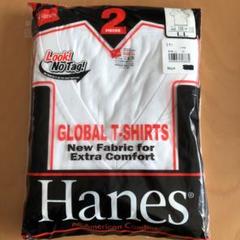 2
PIECES
Look!
No Tag!
GLOBAL T-SHIRTS
New Fabric for
Extra Comfort
Hanes®